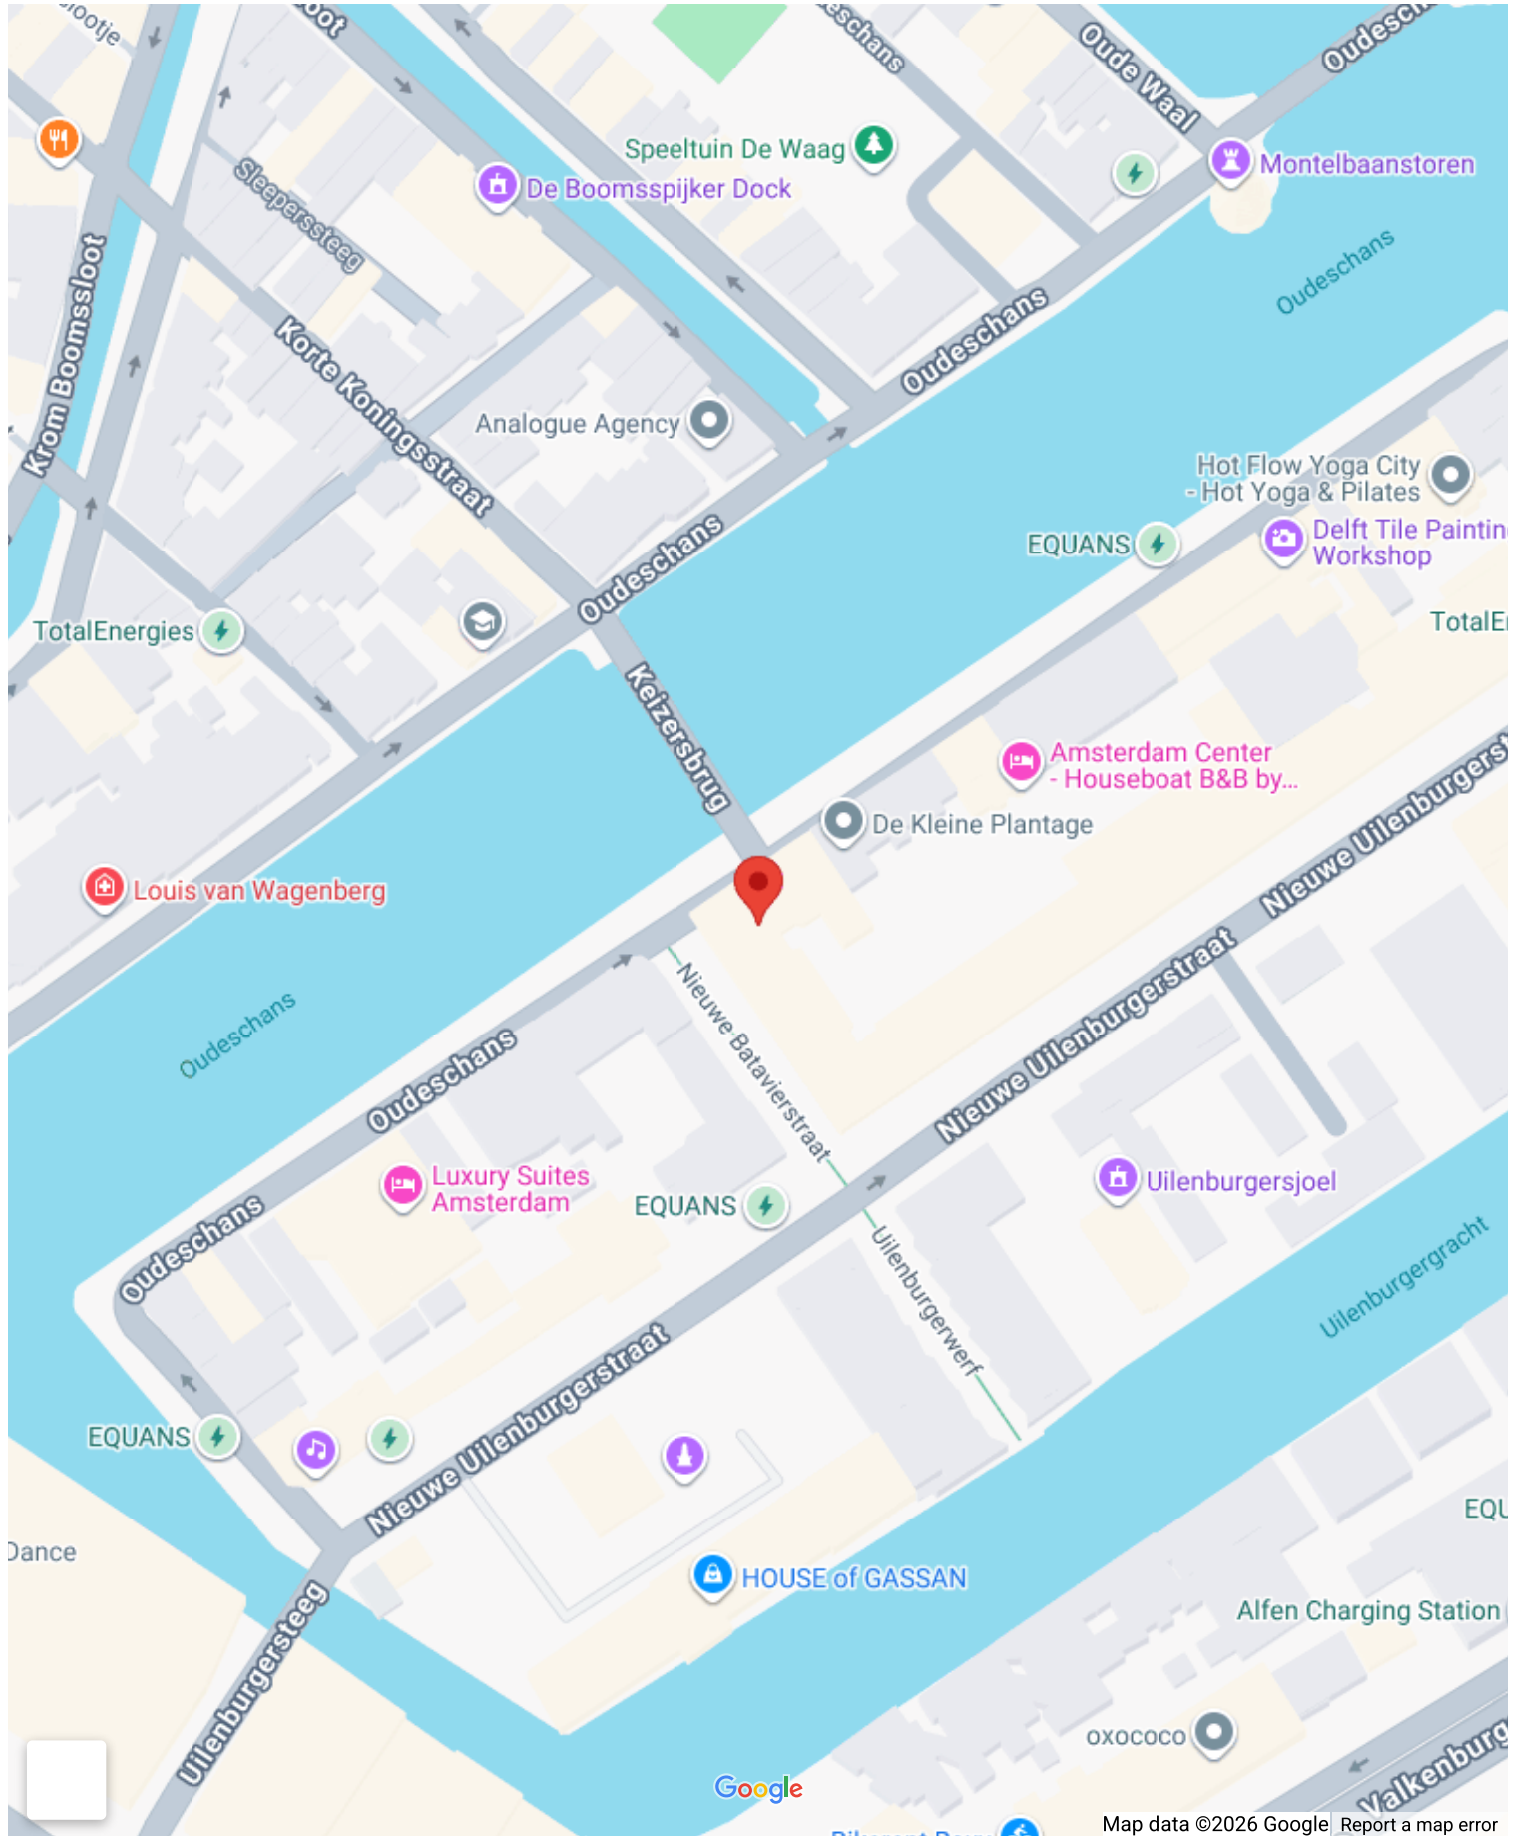 Oudeschans
Oude Waal
eschans
Speeltuin De Waag
Montelbaanstoren
De Boomsspijker Dock
Sleeperssteeg
Oudeschans
Krom Boomssloot
Korte Koningsstraat
Oudeschans
Analogue Agency
Hot Flow Yoga City
- Hot Yoga & Pilates
Delft Tile Paintin
Workshop
EQUANS
Oudeschans
TotalEnergies
TotalE
Keizersbrug
Amsterdam Center
- Houseboat B&B by...
De Kleine Plantage
Nieuwe Uilenburgerst
Louis van Wagenberg
Oudeschans
Nieuwe Batavierstraat
Nieuwe Uilenburgerstraat
Oudeschans
Luxury Suites
Amsterdam
EQUANS
Uilenburgersjoel
Oudeschans
Uilenburgergracht
Uilenburgerwerf
Nieuwe Uilenburgerstraat
EQUANS
EQU
Dance
HOUSE of GASSAN
Uilenburgersteeg
Alfen Charging Station
oxococo
Valkenburg
Google
Map data ©2026 Google
Report a map error